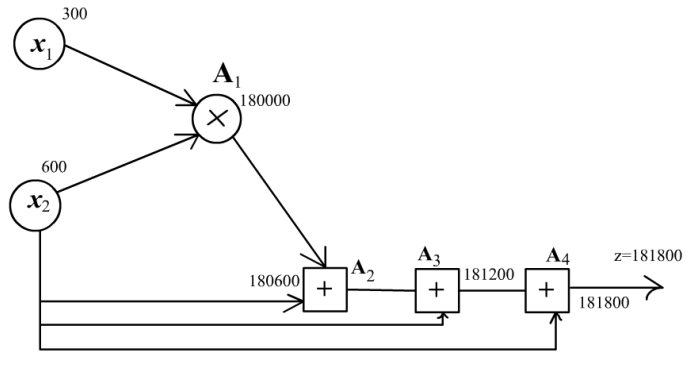 300
x₁
A₁
180000
×
600
x₂
180600
+
A₂
A₃
+
181200
A₄
+
z=181800
181800